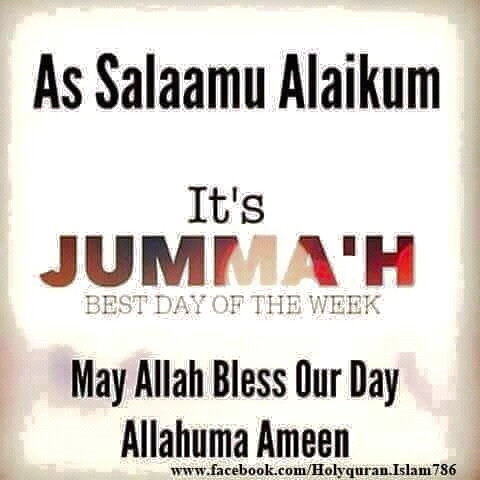 As Salaamu Alaikum
It's
JUMMA'H
BEST DAY OF THE WEEK
May Allah Bless Our Day
Allahuma Ameen
www.facebook.com/Holyquran.Islam786